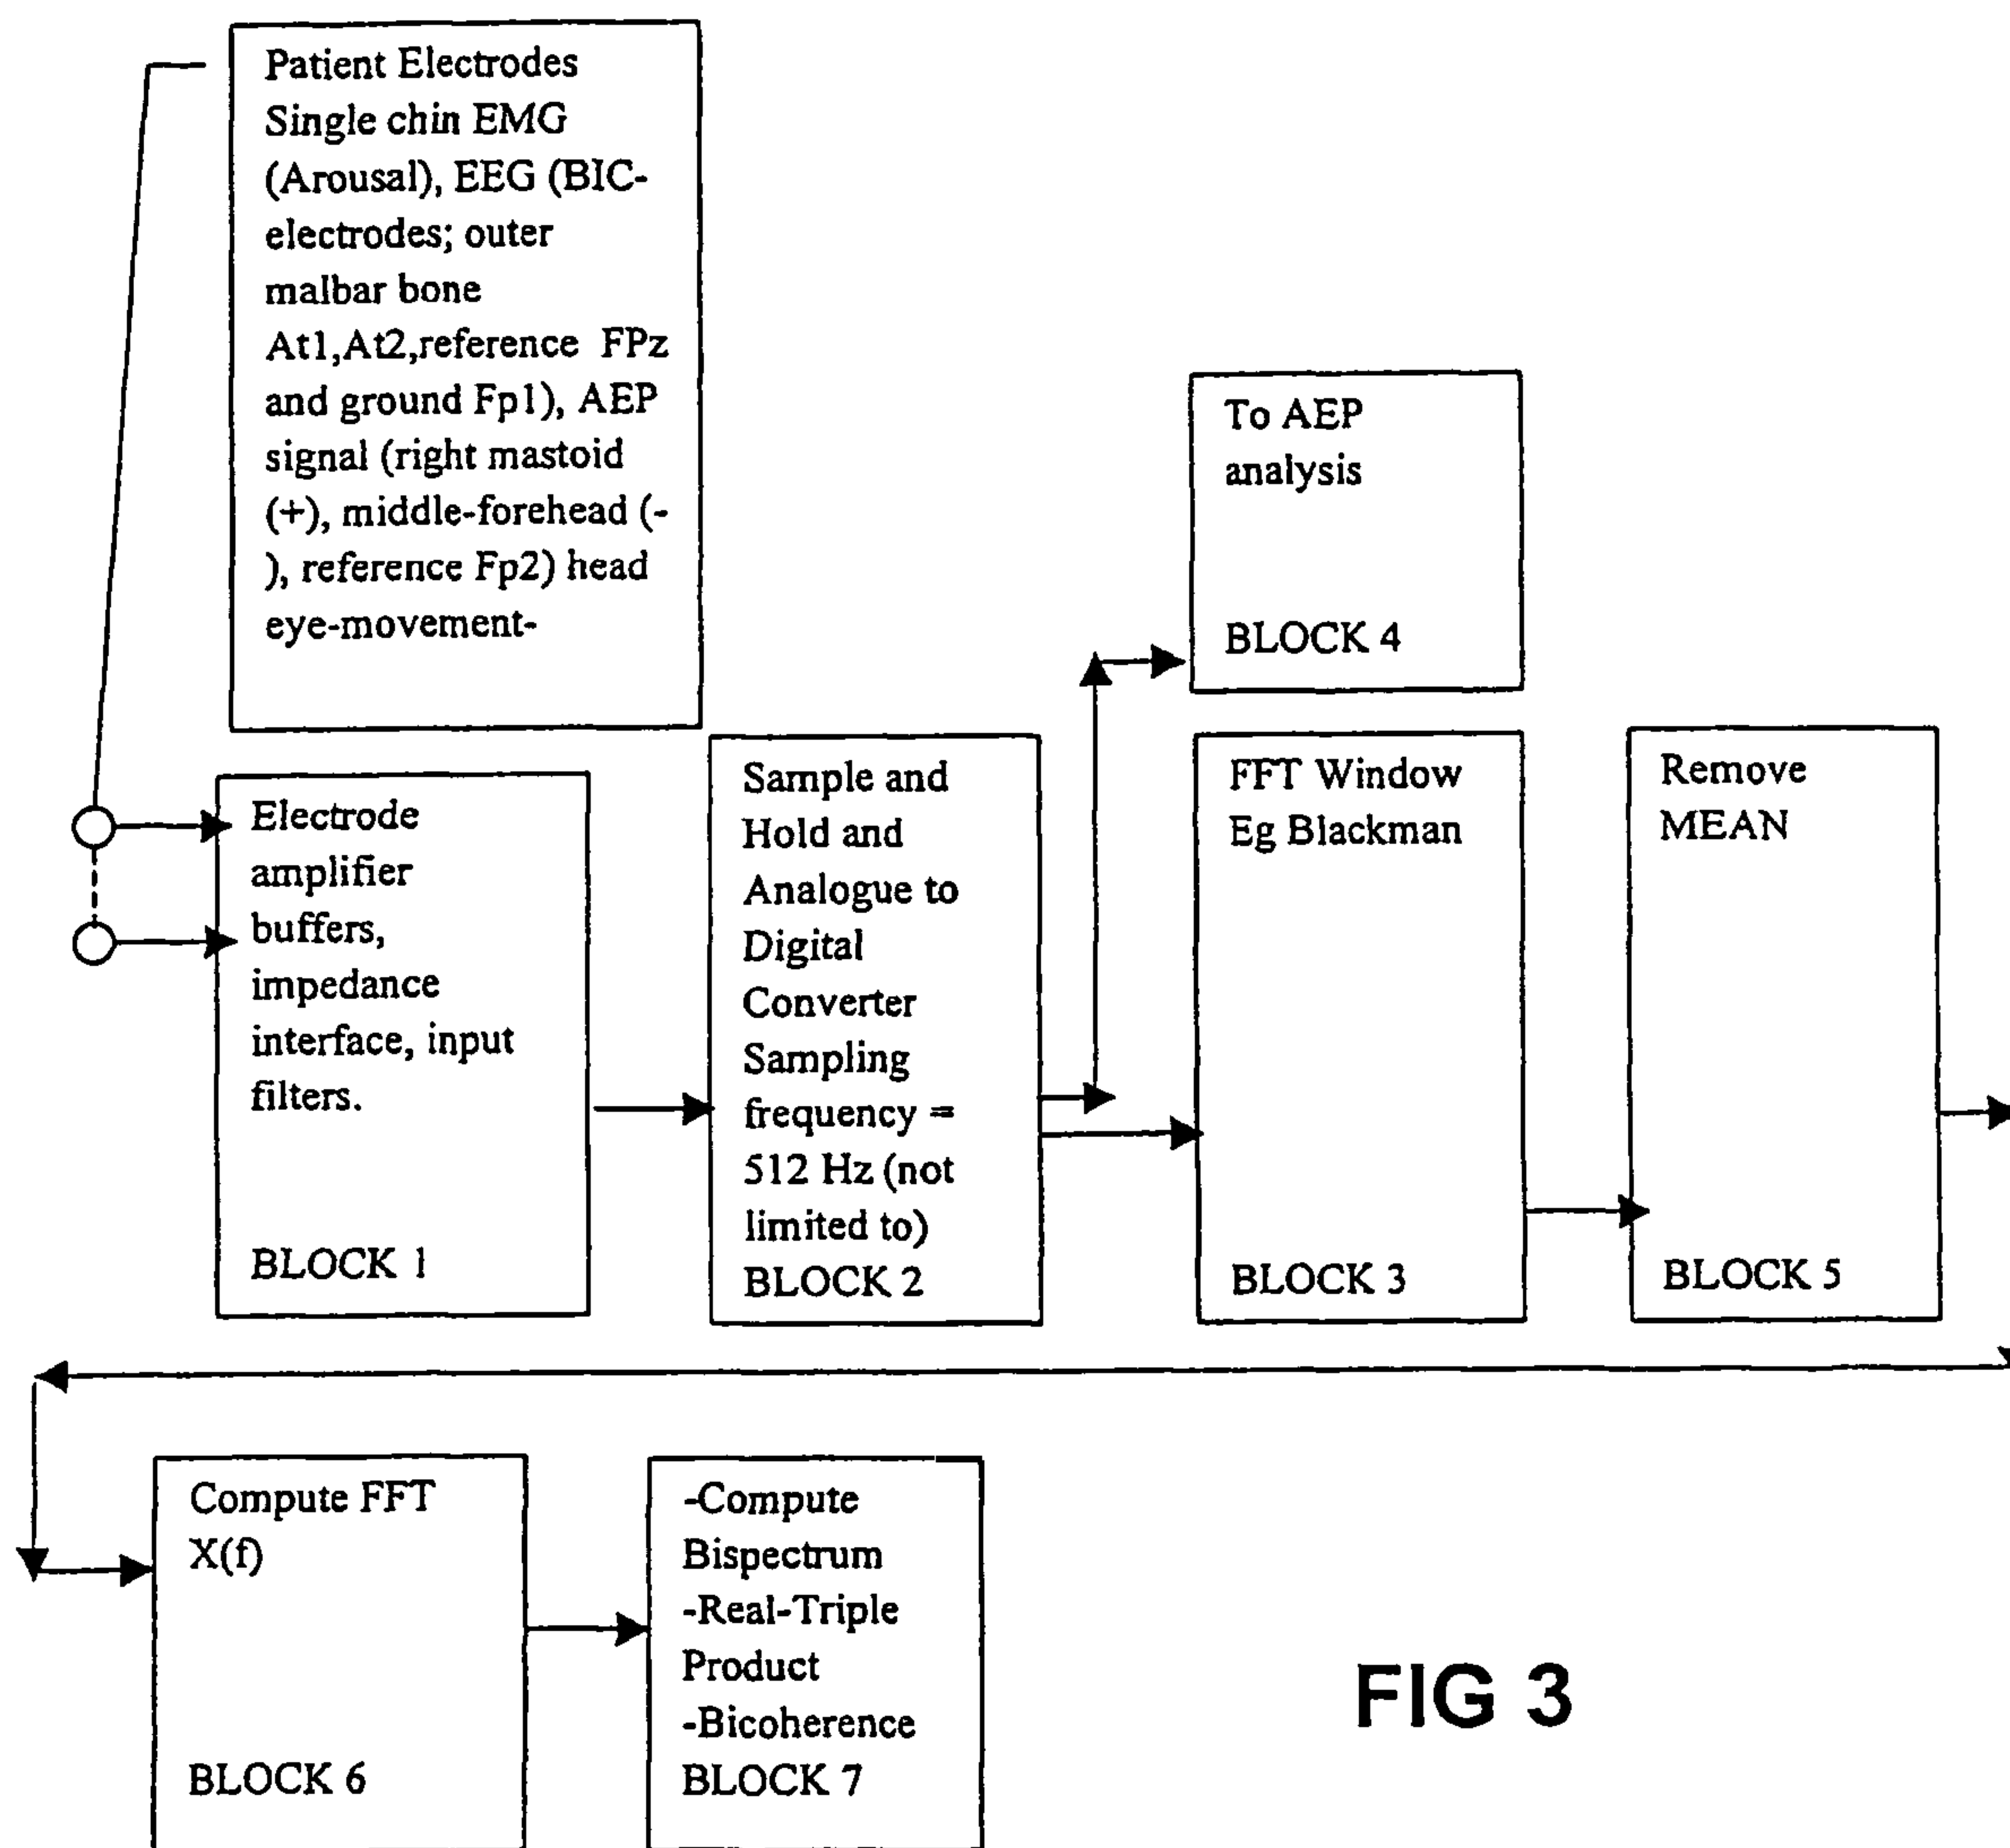 Patient Electrodes
Single chin EMG
(Arousal), EEG (BIC-
electrodes; outer
malbar bone
At1,At2,reference FPz
and ground Fp1), AEP
signal (right mastoid
(+), middle-forehead (-
), reference Fp2) head
eye-movement-
To AEP
analysis
BLOCK 4
Electrode
amplifier
buffers,
impedance
interface, input
filters.
BLOCK 1
Sample and
Hold and
Analogue to
Digital
Converter
Sampling
frequency =
512 Hz (not
limited to)
BLOCK 2
FFT Window
Eg Blackman
BLOCK 3
Remove
MEAN
BLOCK 5
Compute FFT
X(f)
BLOCK 6
-Compute
Bispectrum
-Real-Triple
Product
-Bicoherence
BLOCK 7
FIG 3